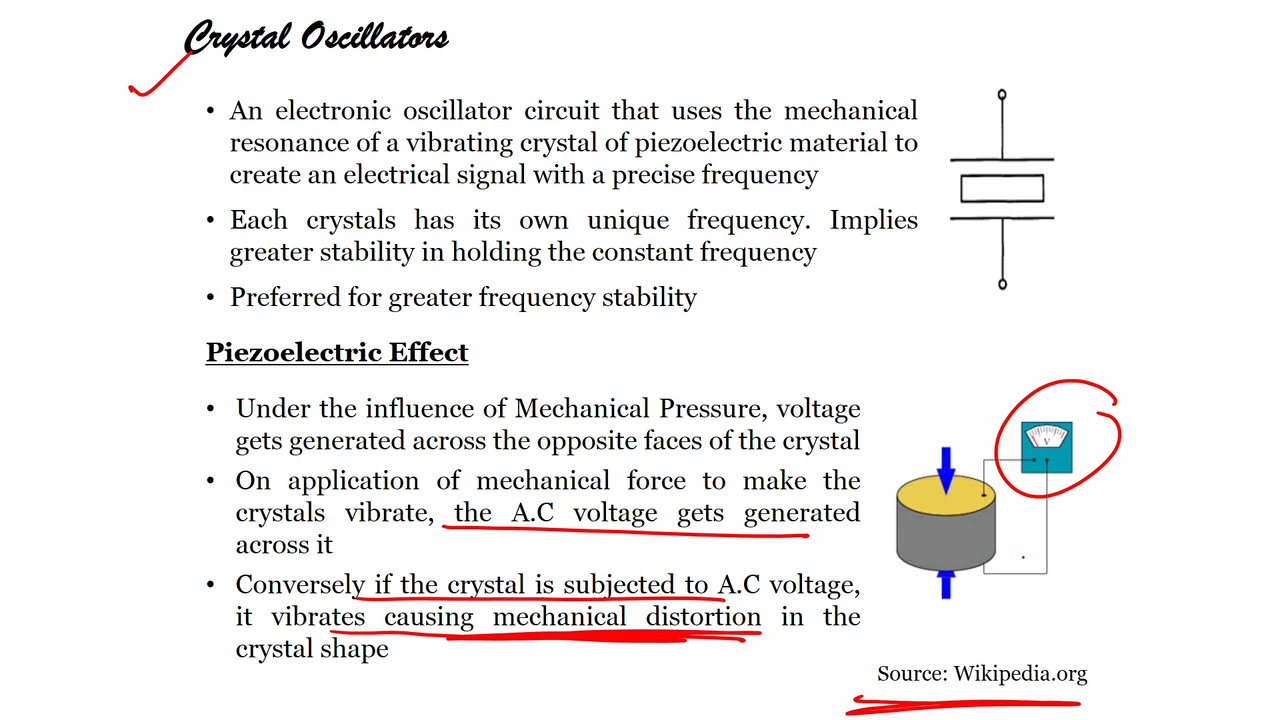 Crystal Oscillators
• An electronic oscillator circuit that uses the mechanical
resonance of a vibrating crystal of piezoelectric material to
create an electrical signal with a precise frequency
• Each crystals has its own unique frequency. Implies
greater stability in holding the constant frequency
• Preferred for greater frequency stability
Piezoelectric Effect
• Under the influence of Mechanical Pressure, voltage
gets generated across the opposite faces of the crystal
• On application of mechanical force to make the
crystals vibrate, the A.C voltage gets generated
across it
• Conversely if the crystal is subjected to A.C voltage,
it vibrates causing mechanical distortion in the
crystal shape
V
Source: Wikipedia.org